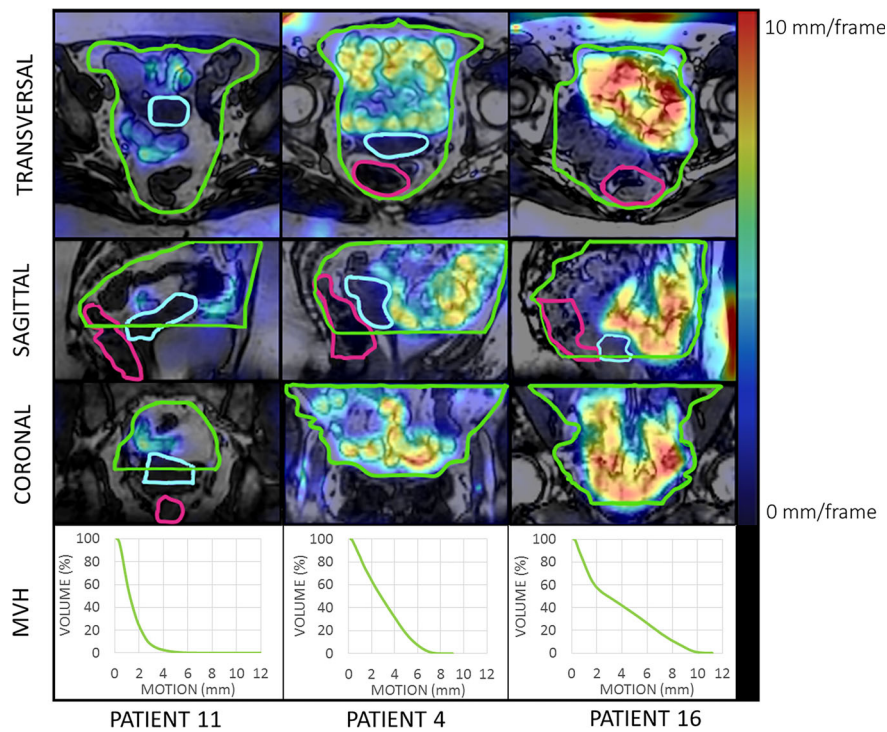 10 mm/frame
TRANSVERSAL
SAGITTAL
CORONAL
0 mm/frame
MVH
VOLUME (%)
100
80
60
40
20
0
0 2 4 6 8 10 12
MOTION (mm)
VOLUME (%)
100
80
60
40
20
0
0 2 4 6 8 10 12
MOTION (mm)
VOLUME (%)
100
80
60
40
20
0
0 2 4 6 8 10 12
MOTION (mm)
PATIENT 11 PATIENT 4 PATIENT 16